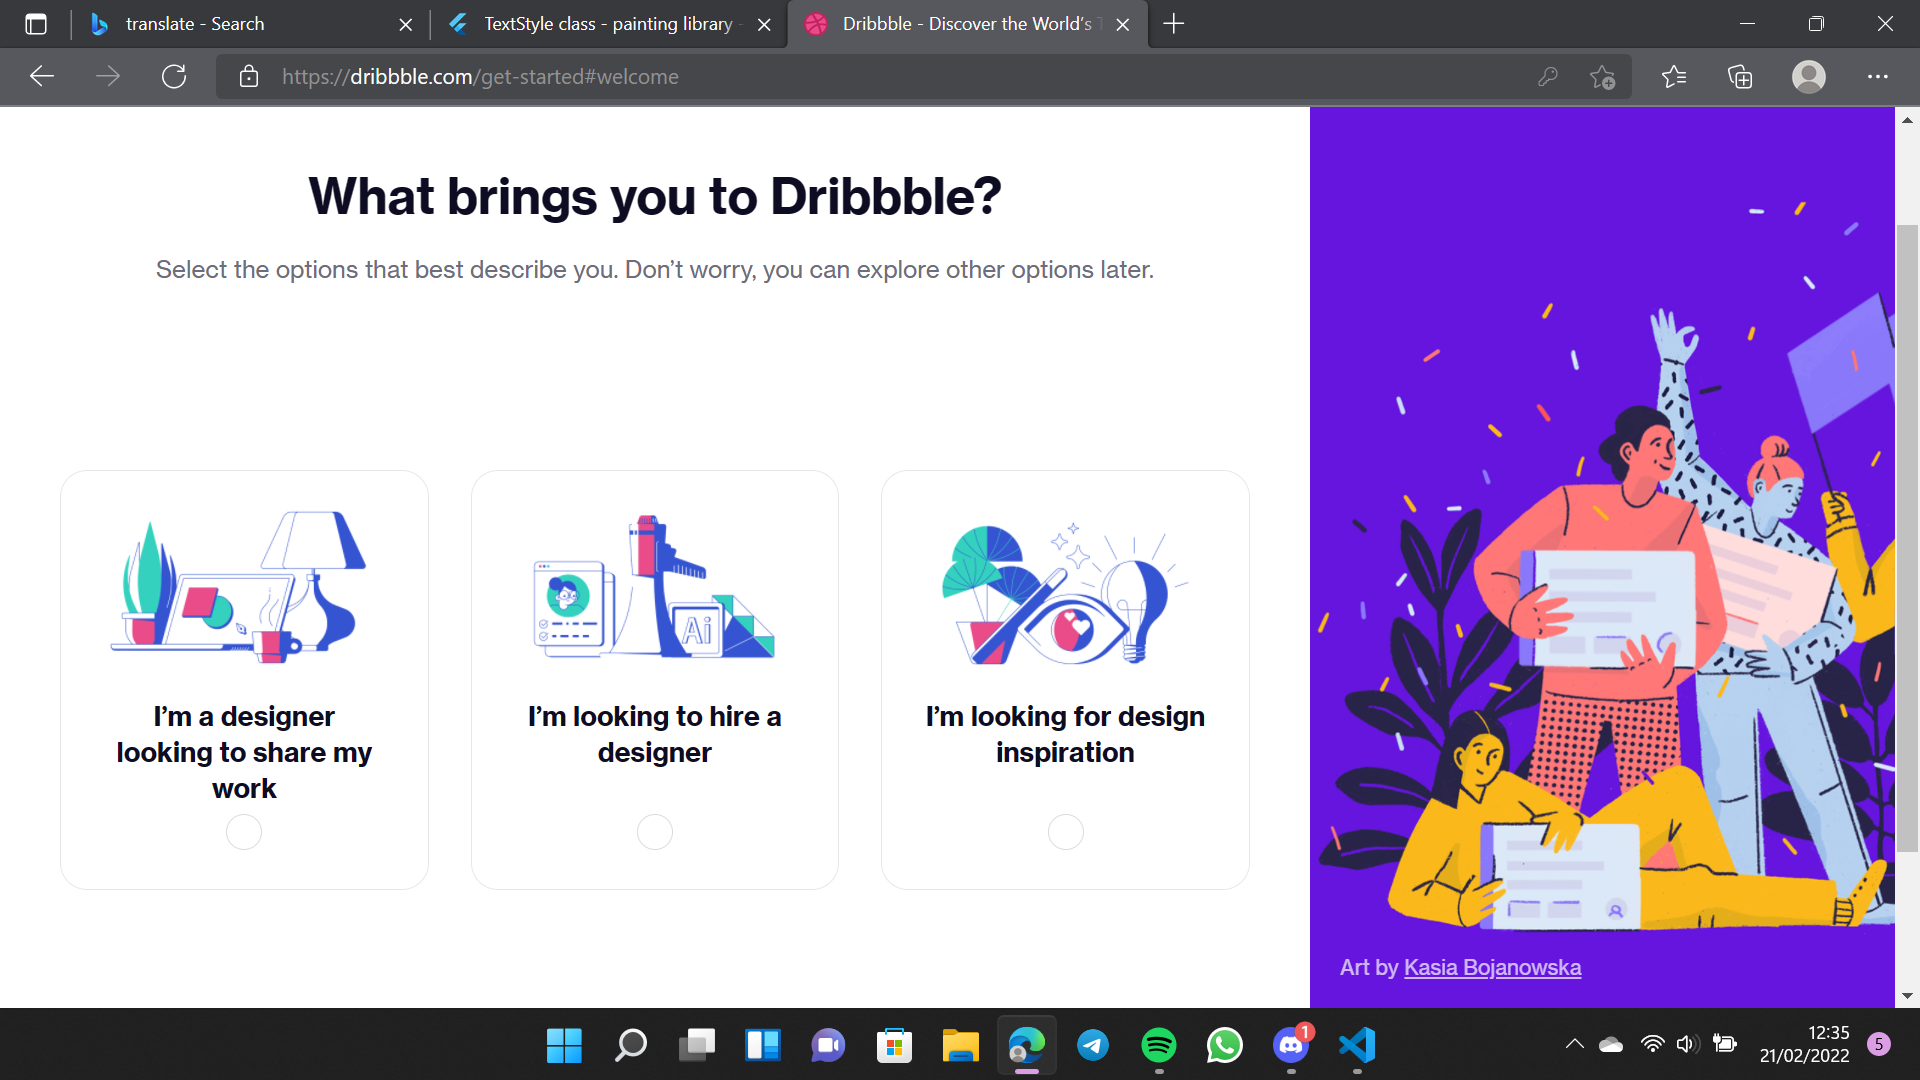 translate - Search
TextStyle class - painting library -
Dribbble - Discover the World's
https://dribbble.com/get-started#welcome
What brings you to Dribbble?
Select the options that best describe you. Don't worry, you can explore other options later.
Ai
I'm a designer
looking to share my
work
I'm looking to hire a
designer
I'm looking for design
inspiration
Art by Kasia Bojanowska
1
12:35
21/02/2022
5